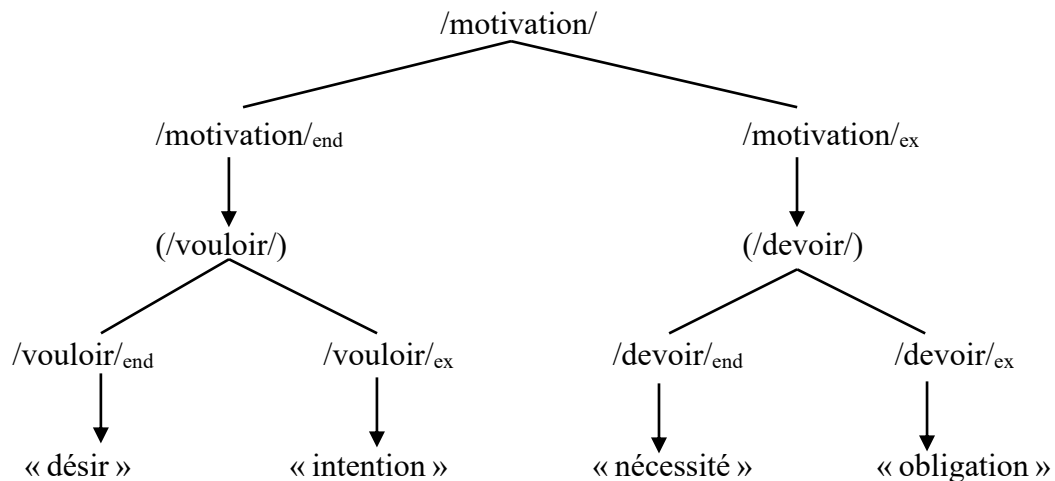 /motivation/
/motivation/end /motivation/ex
(/vouloir/) (/devoir/)
/vouloir/end /vouloir/ex /devoir/end /devoir/ex
« désir » « intention » « nécessité » « obligation »